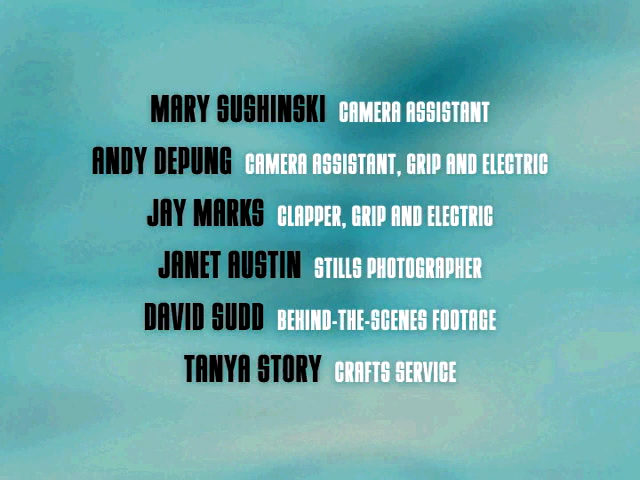 MARY SUSHINSKI CAMERA ASSISTANT
ANDY DEPUNG CAMERA ASSISTANT, GRIP AND ELECTRIC
JAY MARKS CLAPPER, GRIP AND ELECTRIC
JANET AUSTIN STILLS PHOTOGRAPHER
DAVID SUDD BEHIND-THE-SCENES FOOTAGE
TANYA STORY CRAFTS SERVICE